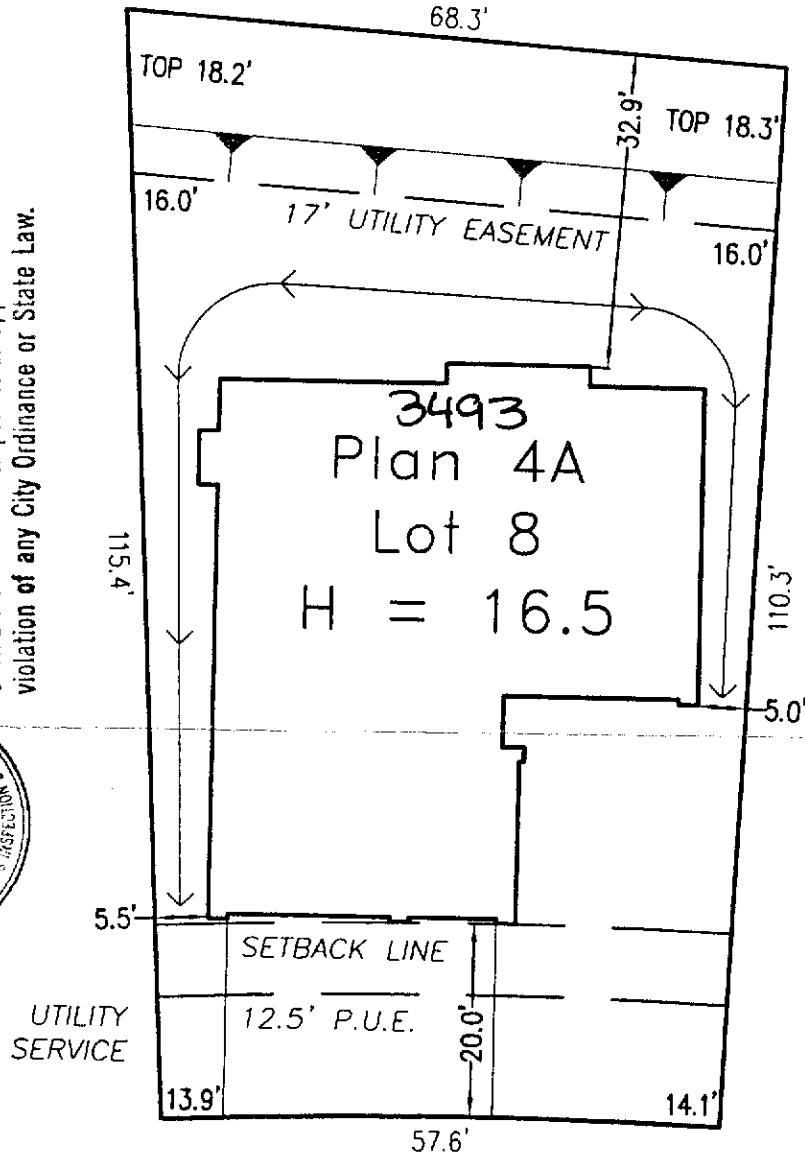 68.3'
TOP 18.2'
32.9'
TOP 18.3'
16.0'
17' UTILITY EASEMENT
16.0'
violation of any City Ordinance or State Law.
3493
Plan 4A
Lot 8
H = 16.5
115.4'
110.3'
5.0'
INSPECTION
5.5'
SETBACK LINE
UTILITY
SERVICE
12.5' P.U.E.
20.0'
13.9'
14.1'
57.6'